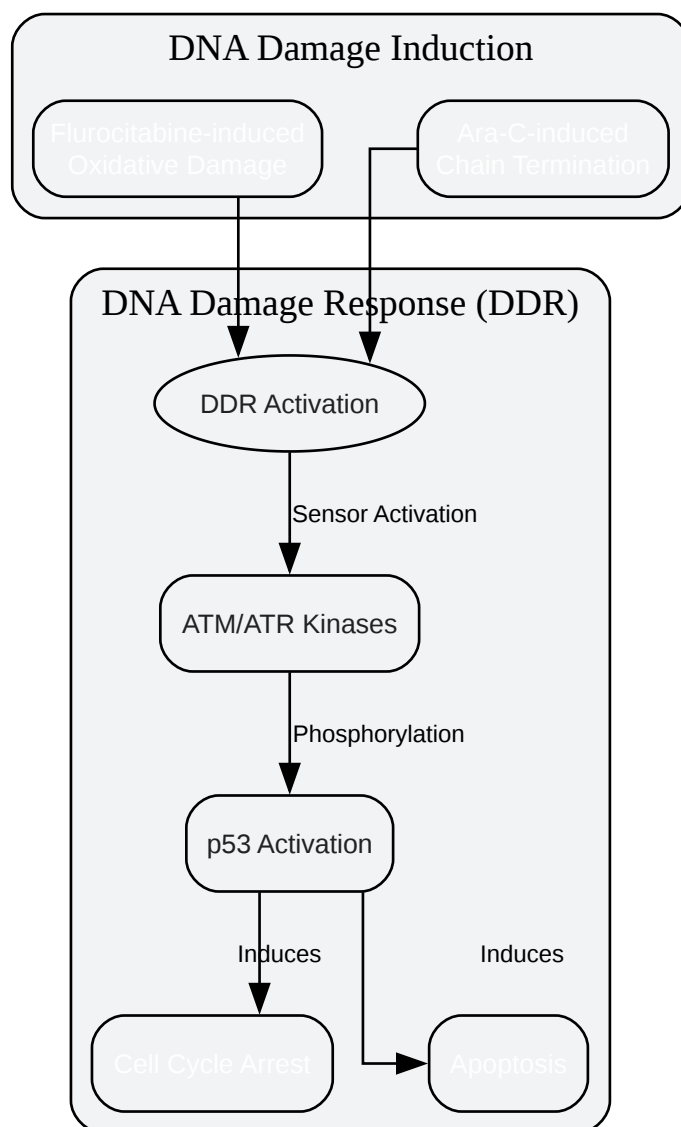 DNA Damage Induction
Flurocitabine-induced
Oxidative Damage
Ara-C-induced
Chain Termination
DNA Damage Response (DDR)
DDR Activation
Sensor Activation
ATM/ATR Kinases
Phosphorylation
p53 Activation
Induces
Induces
Cell Cycle Arrest
Apoptosis